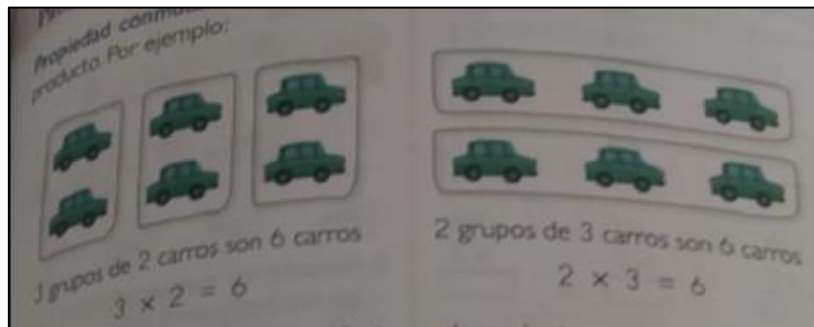 Propiedad conmu
producto. Por ejemplo:
3 grupos de 2 carros son 6 carros
3 × 2 = 6
2 grupos de 3 carros son 6 carros
2 × 3 = 6